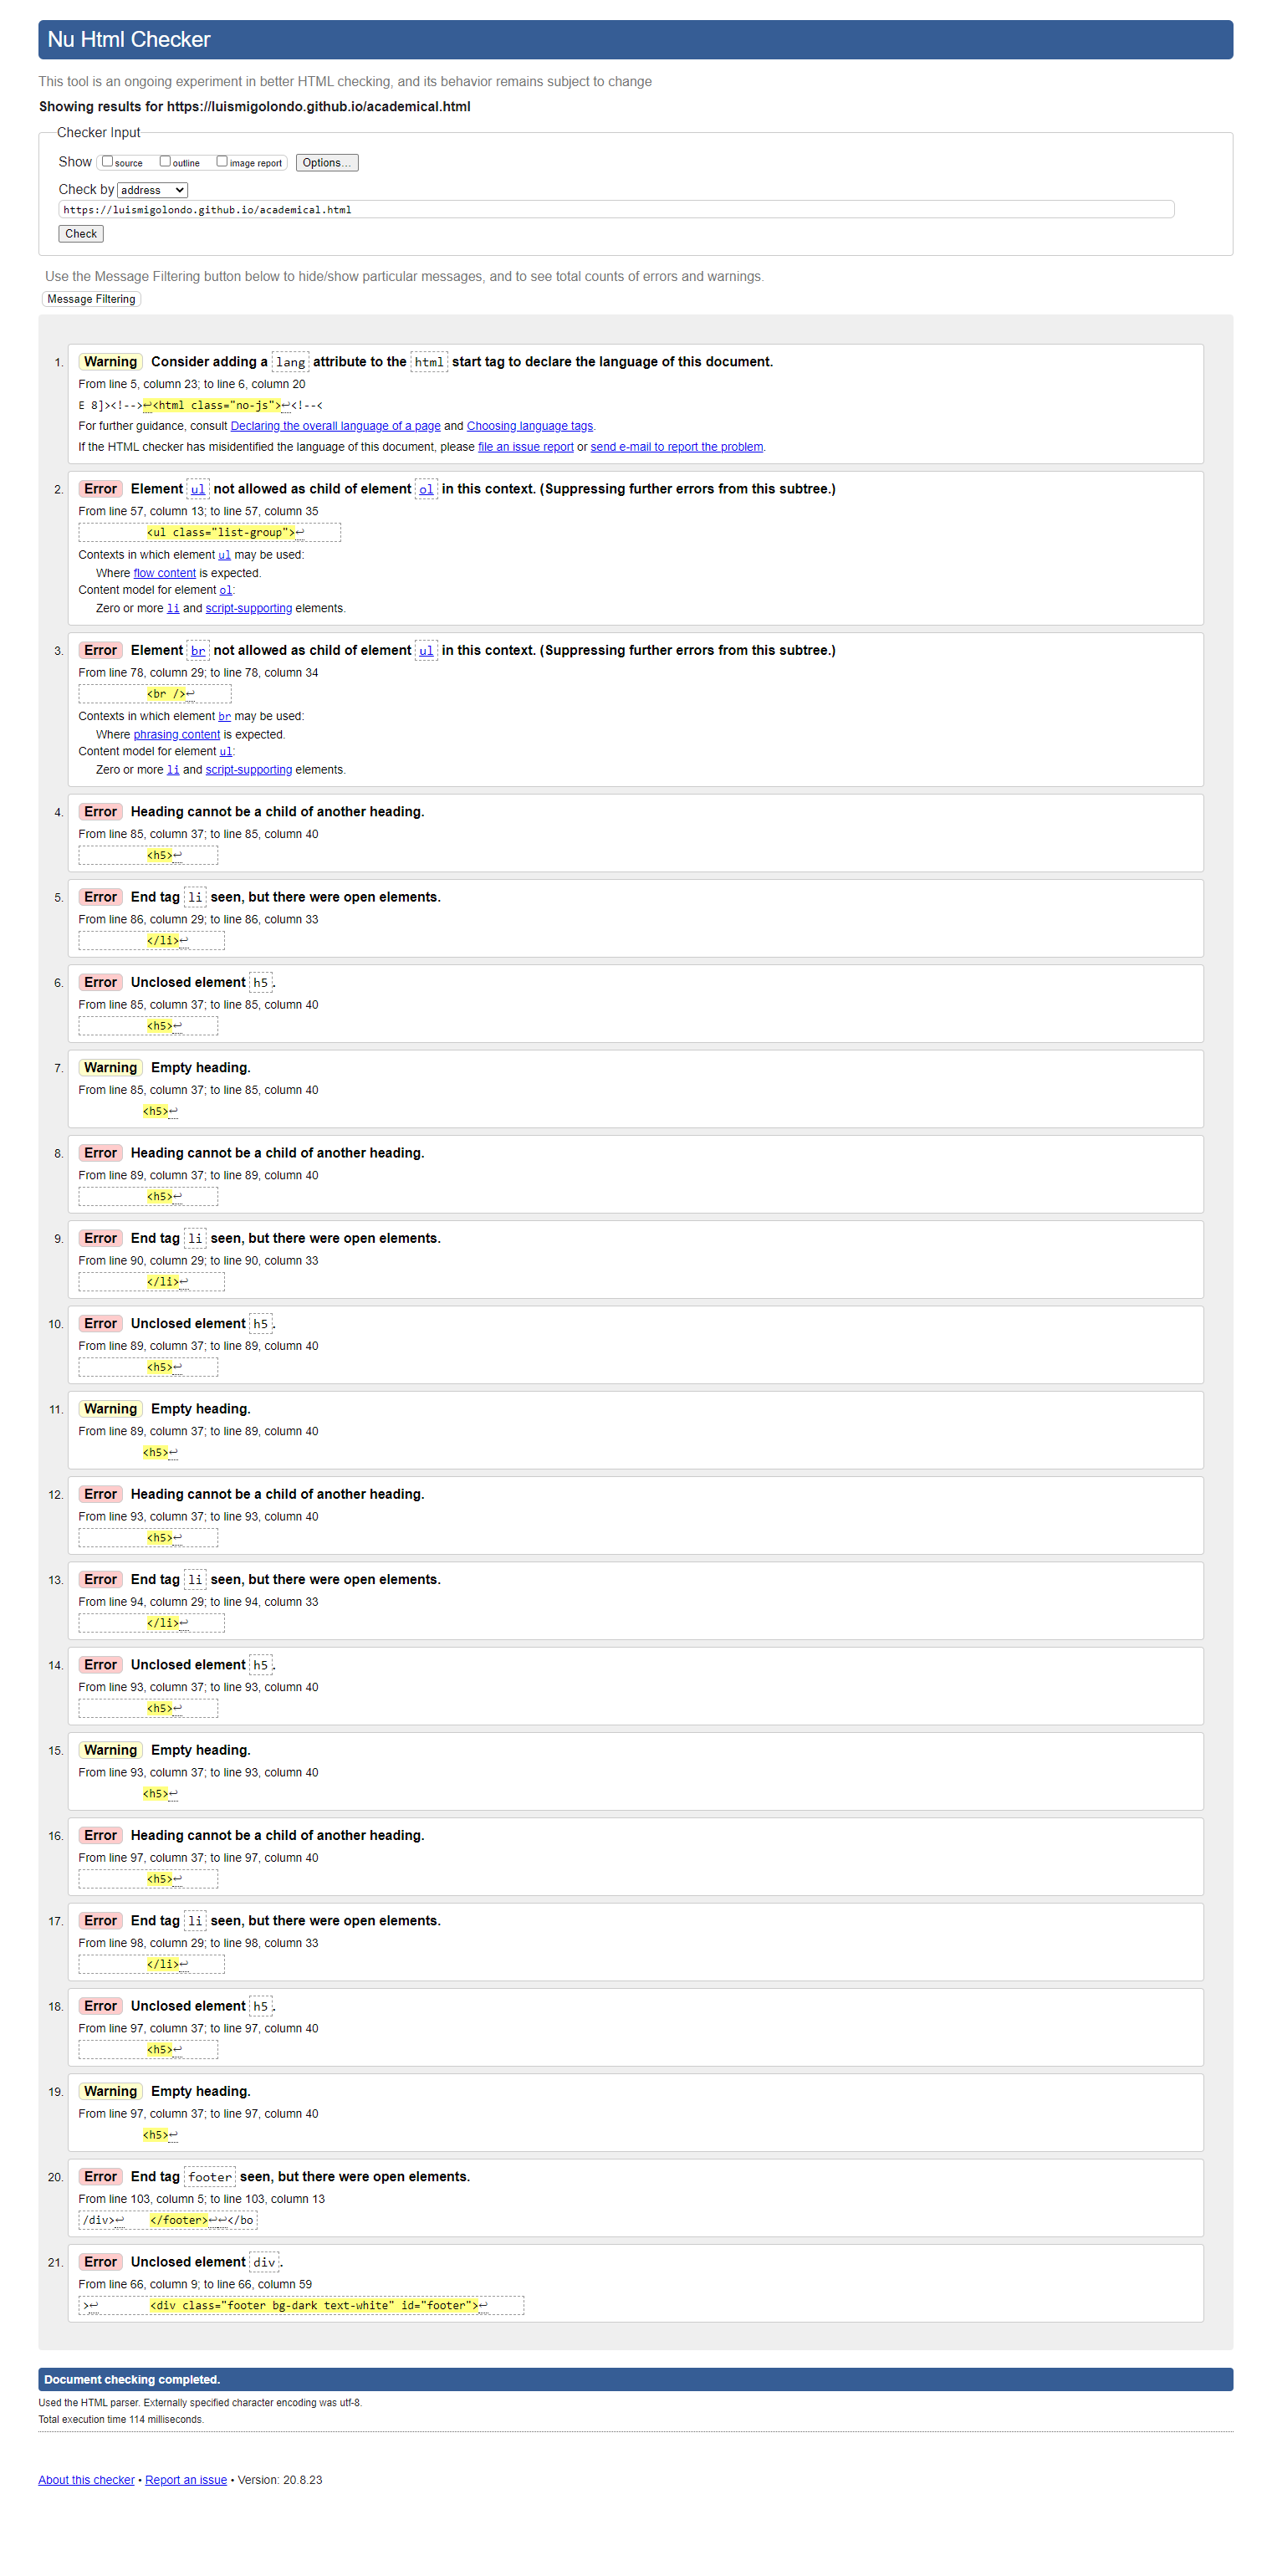 Nu Html Checker
This tool is an ongoing experiment in better HTML checking, and its behavior remains subject to change
Showing results for https://luismigolondo.github.io/academical.html
Checker Input
Show source outline image report Options...
Check by address
https://luismigolondo.github.io/academical.html
Check
Use the Message Filtering button below to hide/show particular messages, and to see total counts of errors and warnings.
Message Filtering
1. Warning Consider adding a lang attribute to the html start tag to declare the language of this document.
From line 5, column 23; to line 6, column 20
E 8]><!-->↩<html class="no-js">↩<!--<
For further guidance, consult Declaring the overall language of a page and Choosing language tags.
If the HTML checker has misidentified the language of this document, please file an issue report or send e-mail to report the problem.
2. Error Element ul not allowed as child of element ol in this context. (Suppressing further errors from this subtree.)
From line 57, column 13; to line 57, column 35
<ul class="list-group">↩
Contexts in which element ul may be used:
Where flow content is expected.
Content model for element ol:
Zero or more li and script-supporting elements.
3. Error Element br not allowed as child of element ul in this context. (Suppressing further errors from this subtree.)
From line 78, column 29; to line 78, column 34
<br />↩
Contexts in which element br may be used:
Where phrasing content is expected.
Content model for element ul:
Zero or more li and script-supporting elements.
4. Error Heading cannot be a child of another heading.
From line 85, column 37; to line 85, column 40
<h5>↩
5. Error End tag li seen, but there were open elements.
From line 86, column 29; to line 86, column 33
</li>↩
6. Error Unclosed element h5.
From line 85, column 37; to line 85, column 40
<h5>↩
7. Warning Empty heading.
From line 85, column 37; to line 85, column 40
<h5>↩
8. Error Heading cannot be a child of another heading.
From line 89, column 37; to line 89, column 40
<h5>↩
9. Error End tag li seen, but there were open elements.
From line 90, column 29; to line 90, column 33
</li>↩
10. Error Unclosed element h5.
From line 89, column 37; to line 89, column 40
<h5>↩
11. Warning Empty heading.
From line 89, column 37; to line 89, column 40
<h5>↩
12. Error Heading cannot be a child of another heading.
From line 93, column 37; to line 93, column 40
<h5>↩
13. Error End tag li seen, but there were open elements.
From line 94, column 29; to line 94, column 33
</li>↩
14. Error Unclosed element h5.
From line 93, column 37; to line 93, column 40
<h5>↩
15. Warning Empty heading.
From line 93, column 37; to line 93, column 40
<h5>↩
16. Error Heading cannot be a child of another heading.
From line 97, column 37; to line 97, column 40
<h5>↩
17. Error End tag li seen, but there were open elements.
From line 98, column 29; to line 98, column 33
</li>↩
18. Error Unclosed element h5.
From line 97, column 37; to line 97, column 40
<h5>↩
19. Warning Empty heading.
From line 97, column 37; to line 97, column 40
<h5>↩
20. Error End tag footer seen, but there were open elements.
From line 103, column 5; to line 103, column 13
/div>↩ </footer>↩↩</bo
21. Error Unclosed element div.
From line 66, column 9; to line 66, column 59
>↩ <div class="footer bg-dark text-white" id="footer">↩
Document checking completed.
Used the HTML parser. Externally specified character encoding was utf-8.
Total execution time 114 milliseconds.
About this checker • Report an issue • Version: 20.8.23